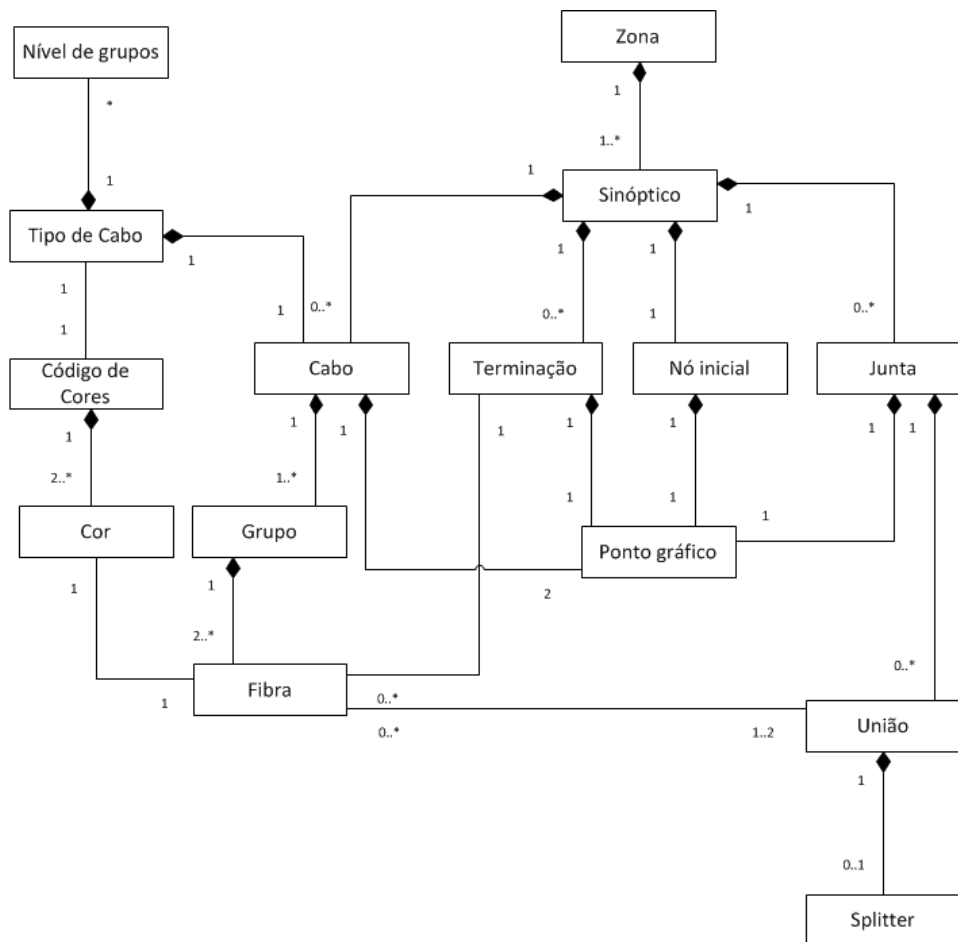 Zona
Nível de grupos
1
*
1..*
1
1
Sinóptico
1
Tipo de Cabo
1
1
1
1
1
0..*
1
0..*
1
0..*
1
Código de
Cores
Cabo
Terminação
Nó inicial
Junta
1
1
1
1
1
1
1
1
2..*
1..*
1
1
1
Cor
Grupo
Ponto gráfico
1
1
2
2..*
0..*
Fibra
1
0..*
União
0..*
1..2
1
0..1
Splitter